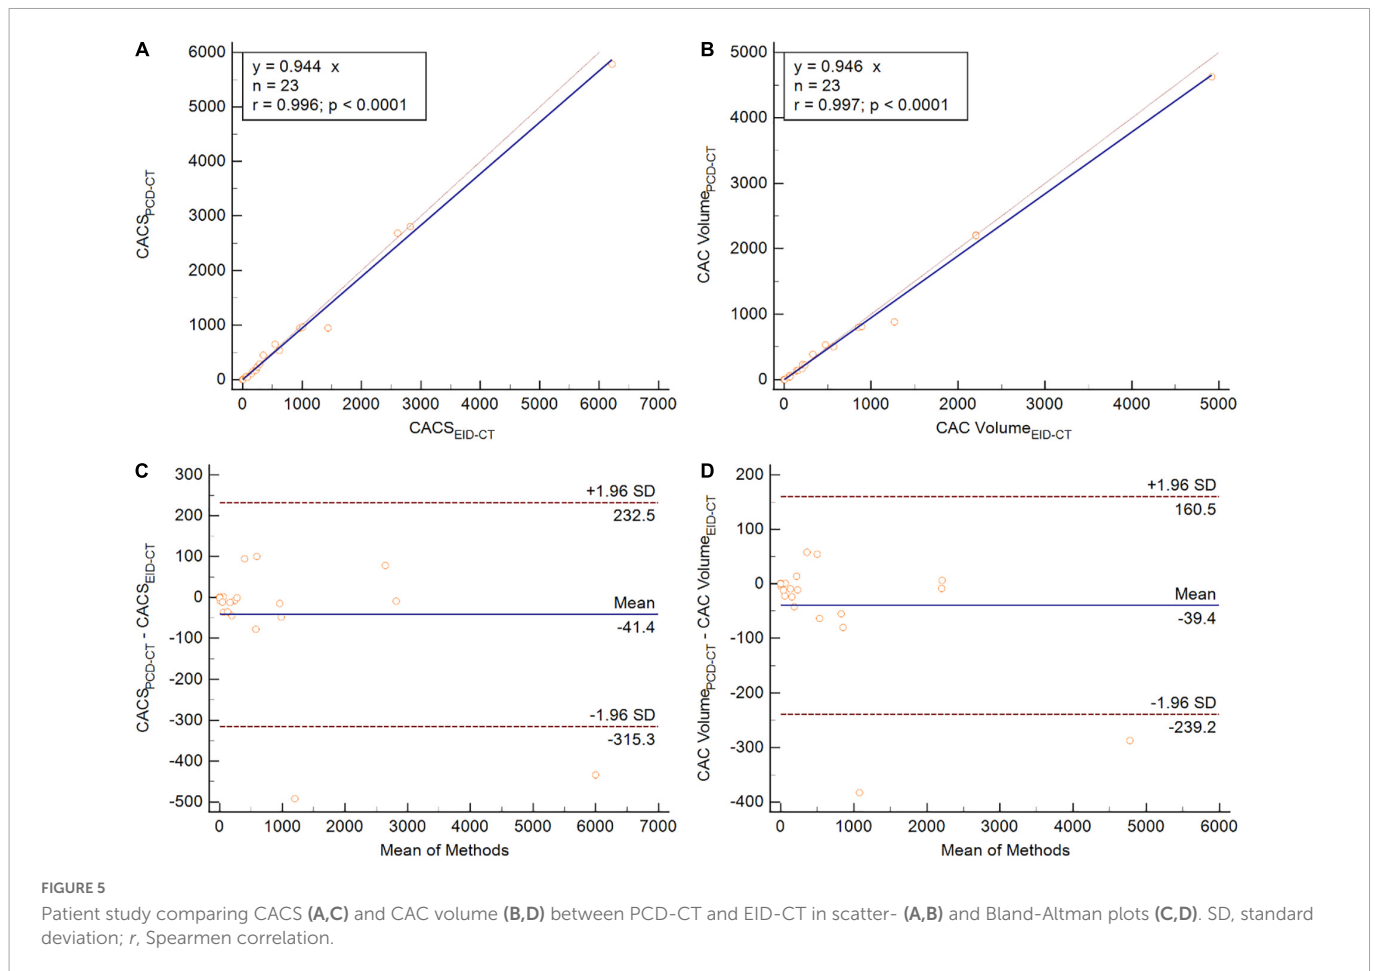 A
6000
5000
4000
3000
2000
1000
0
CACSPCD-CT
y = 0.944 x
n = 23
r = 0.996; p < 0.0001
0 1000 2000 3000 4000 5000 6000 7000
CACSEID-CT
B
5000
4000
3000
2000
1000
0
CAC VolumePCD-CT
y = 0.946 x
n = 23
r = 0.997; p < 0.0001
0 1000 2000 3000 4000 5000
CAC VolumeEID-CT
C
300
200
100
0
-100
-200
-300
-400
-500
CACSPCD-CT - CACSEID-CT
+1.96 SD
232.5
Mean
-41.4
-1.96 SD
-315.3
0 1000 2000 3000 4000 5000 6000 7000
Mean of Methods
D
200
100
0
-100
-200
-300
-400
CAC VolumePCD-CT - CAC VolumeEID-CT
+1.96 SD
160.5
Mean
-39.4
-1.96 SD
-239.2
0 1000 2000 3000 4000 5000 6000
Mean of Methods
FIGURE 5
Patient study comparing CACS (A,C) and CAC volume (B,D) between PCD-CT and EID-CT in scatter- (A,B) and Bland-Altman plots (C,D). SD, standard
deviation; r, Spearmen correlation.